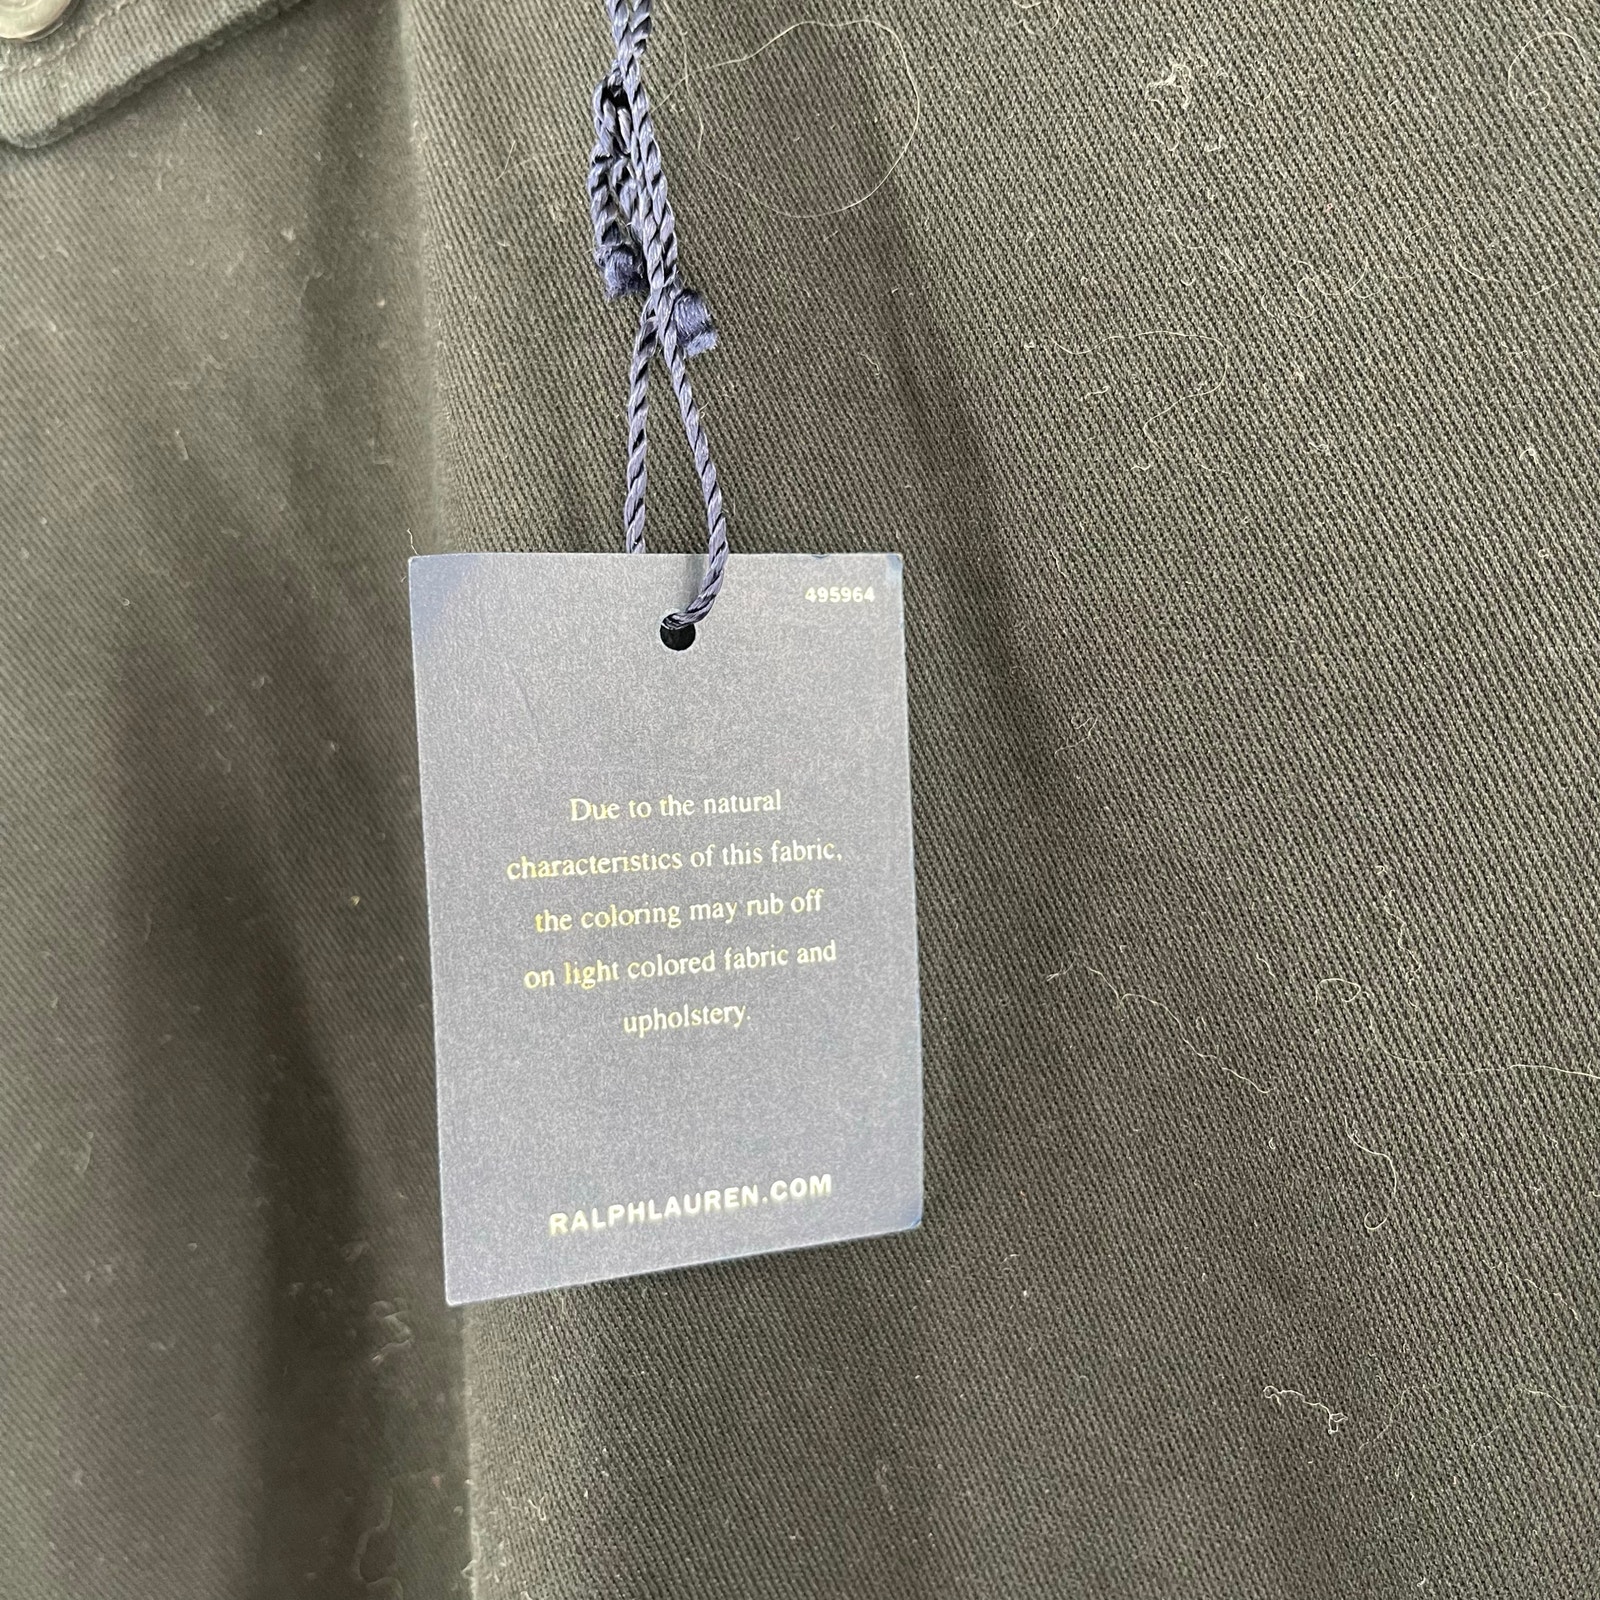 495964
Due to the natural
characteristics of this fabric,
the coloring may rub off
on light colored fabric and
upholstery.
RALPHLAUREN.COM